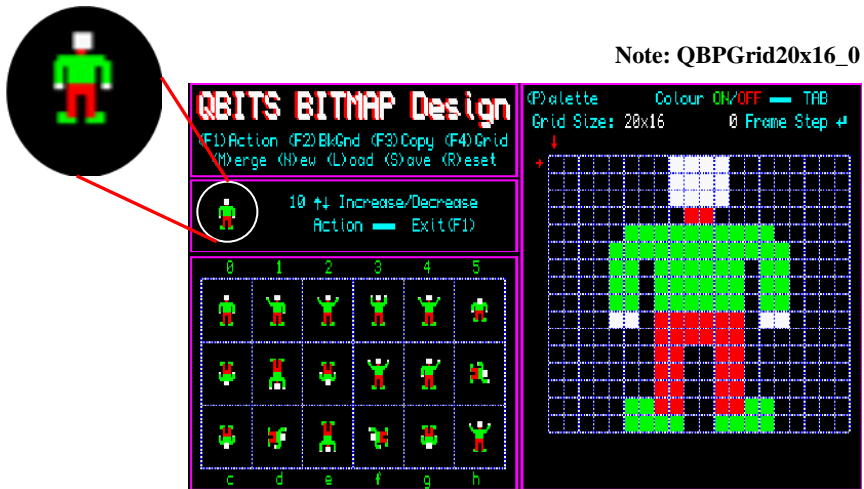 Note: QBPGrid20x16_0
QBITS BITMAP Design
(F1)Action (F2)BkGnd (F3)Copy (F4)Grid
(M)erge (N)ew (L)oad (S)ave (R)eset
10 ↑↓ Increase/Decrease
Action Exit(F1)
0 1 2 3 4 5
c d e f g h
(P)alette Colour ON/OFF TAB
Grid Size: 20x16 0 Frame Step ↵